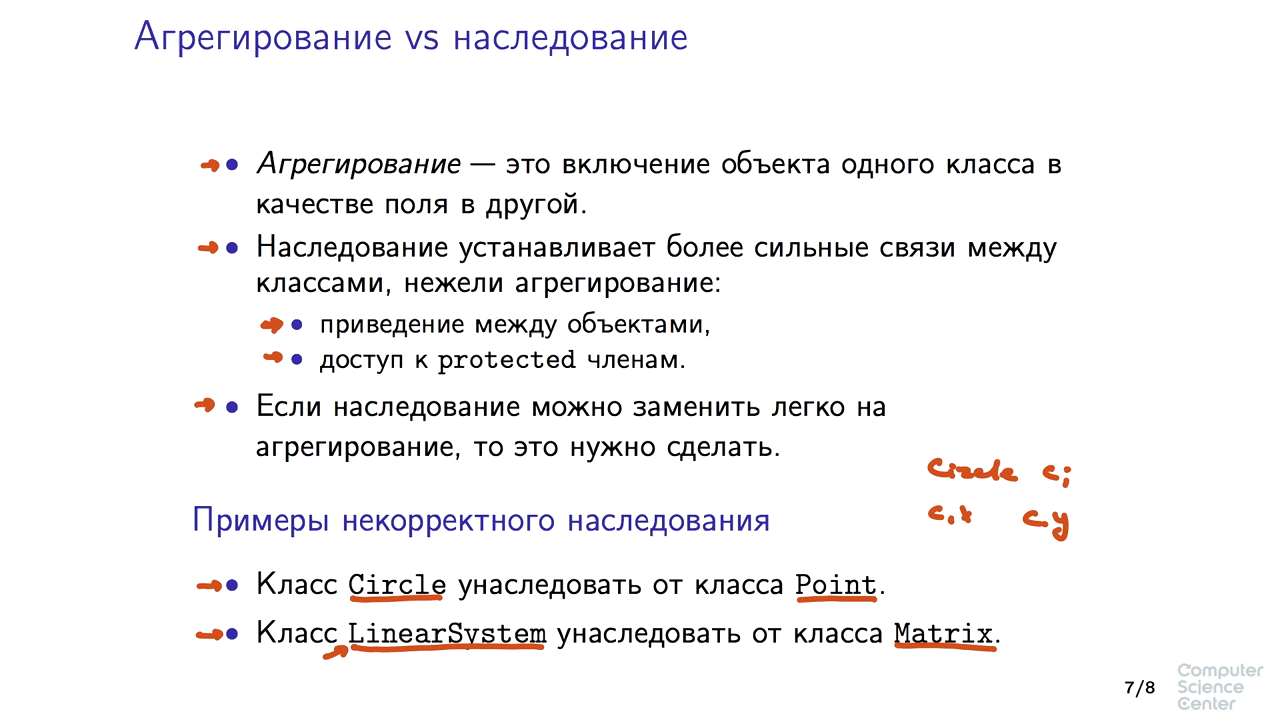 Агрегирование vs наследование
• Агрегирование — это включение объекта одного класса в
качестве поля в другой.
• Наследование устанавливает более сильные связи между
классами, нежели агрегирование:
• приведение между объектами,
• доступ к protected членам.
• Если наследование можно заменить легко на
агрегирование, то это нужно сделать.
Circle c;
c.x c.y
Примеры некорректного наследования
• Класс Circle унаследовать от класса Point.
• Класс LinearSystem унаследовать от класса Matrix.
7/8
Computer
Science
Center